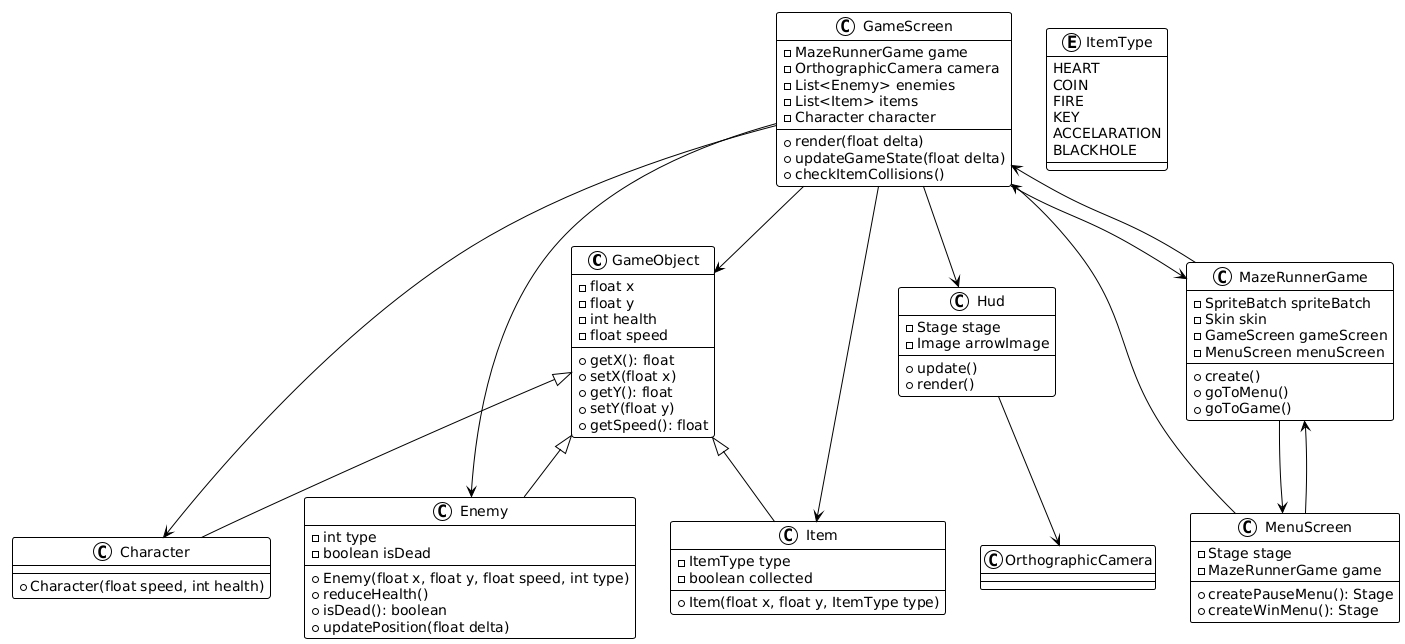 C GameScreen
MazeRunnerGame game
OrthographicCamera camera
List<Enemy> enemies
List<Item> items
Character character
render(float delta)
updateGameState(float delta)
checkItemCollisions()
E ItemType
HEART
COIN
FIRE
KEY
ACCELARATION
BLACKHOLE
C GameObject
float x
float y
int health
float speed
getX(): float
setX(float x)
getY(): float
setY(float y)
getSpeed(): float
C Hud
Stage stage
Image arrowImage
update()
render()
C MazeRunnerGame
SpriteBatch spriteBatch
Skin skin
GameScreen gameScreen
MenuScreen menuScreen
create()
goToMenu()
goToGame()
C Character
Character(float speed, int health)
C Enemy
int type
boolean isDead
Enemy(float x, float y, float speed, int type)
reduceHealth()
isDead(): boolean
updatePosition(float delta)
C Item
ItemType type
boolean collected
Item(float x, float y, ItemType type)
C OrthographicCamera
C MenuScreen
Stage stage
MazeRunnerGame game
createPauseMenu(): Stage
createWinMenu(): Stage